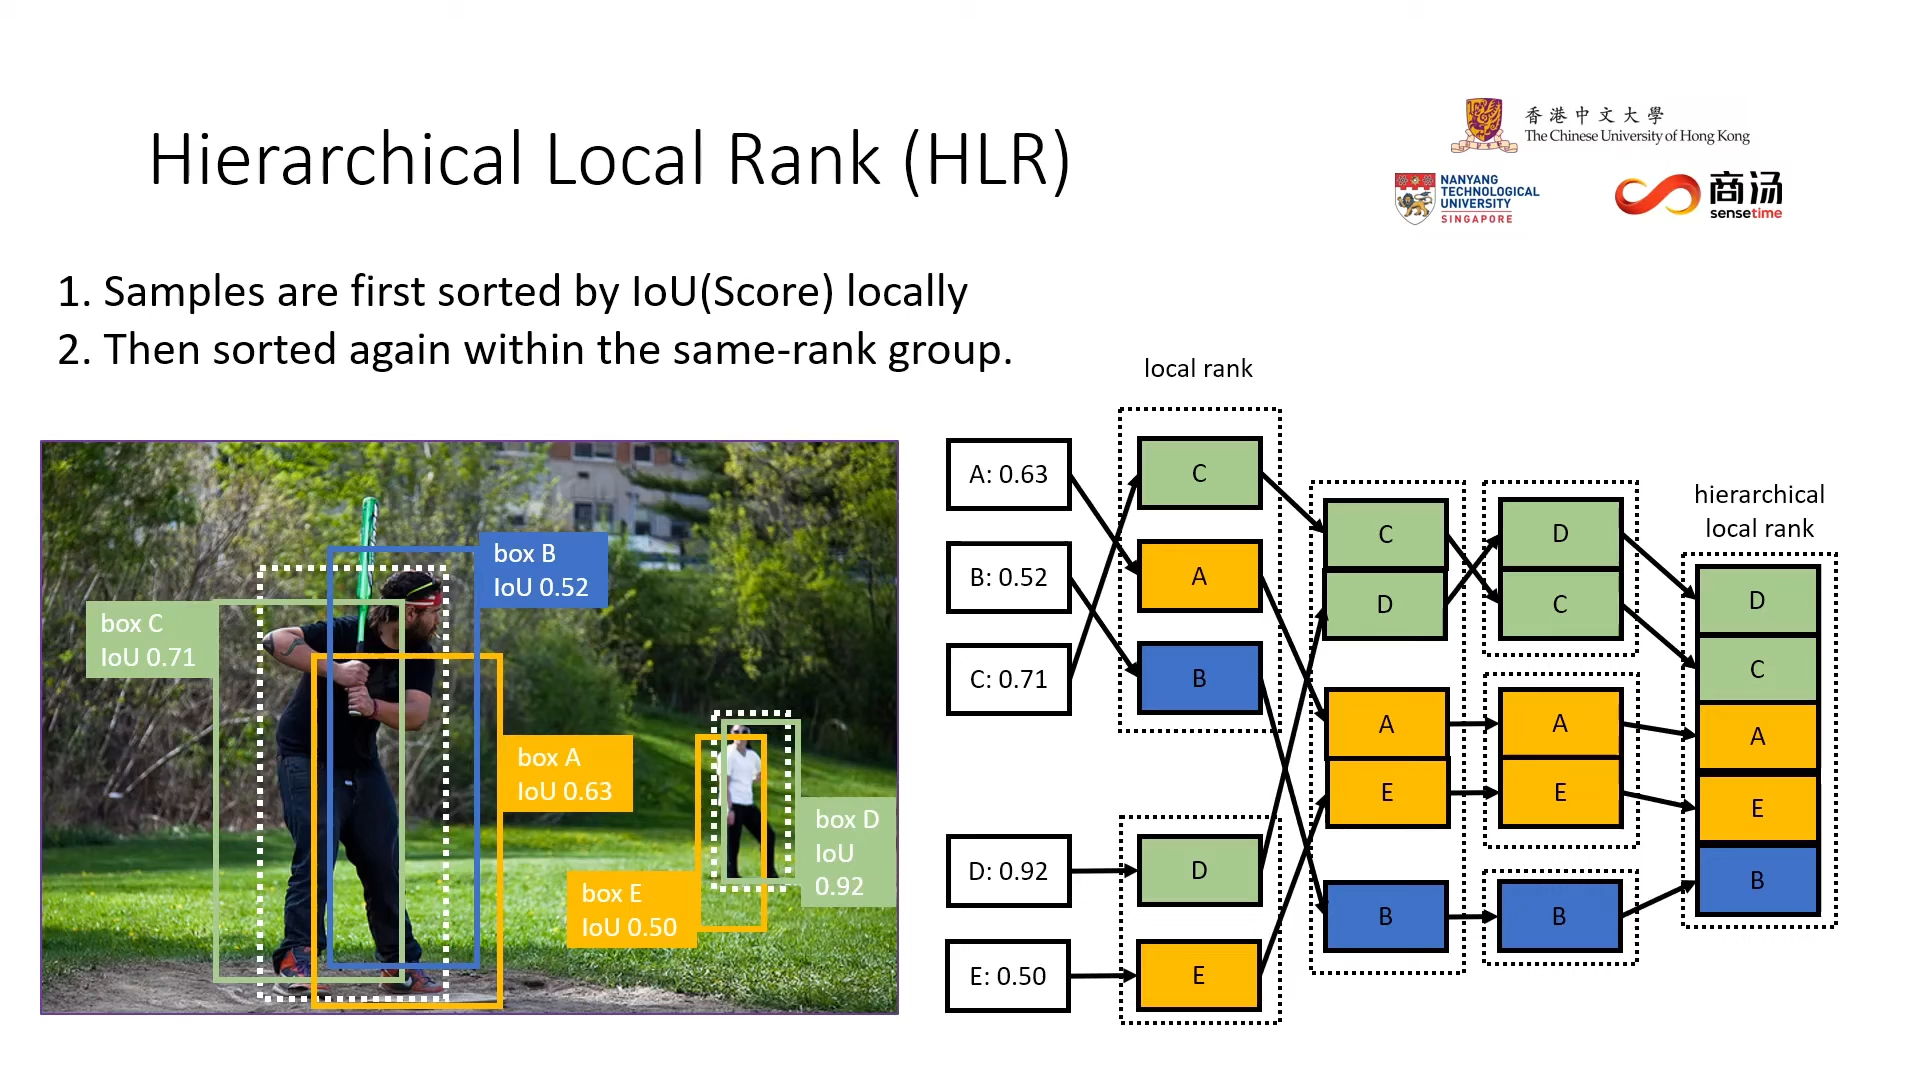 Hierarchical Local Rank (HLR)
香港中文大學
The Chinese University of Hong Kong
NANYANG
TECHNOLOGICAL
UNIVERSITY
SINGAPORE
商汤
sensetime
1. Samples are first sorted by IoU(Score) locally
2. Then sorted again within the same-rank group.
box B
IoU 0.52
box C
IoU 0.71
box A
IoU 0.63
box D
IoU
0.92
box E
IoU 0.50
local rank
A: 0.63
B: 0.52
C: 0.71
D: 0.92
E: 0.50
C
A
B
D
E
C
D
A
E
B
D
C
A
E
B
hierarchical
local rank
D
C
A
E
B